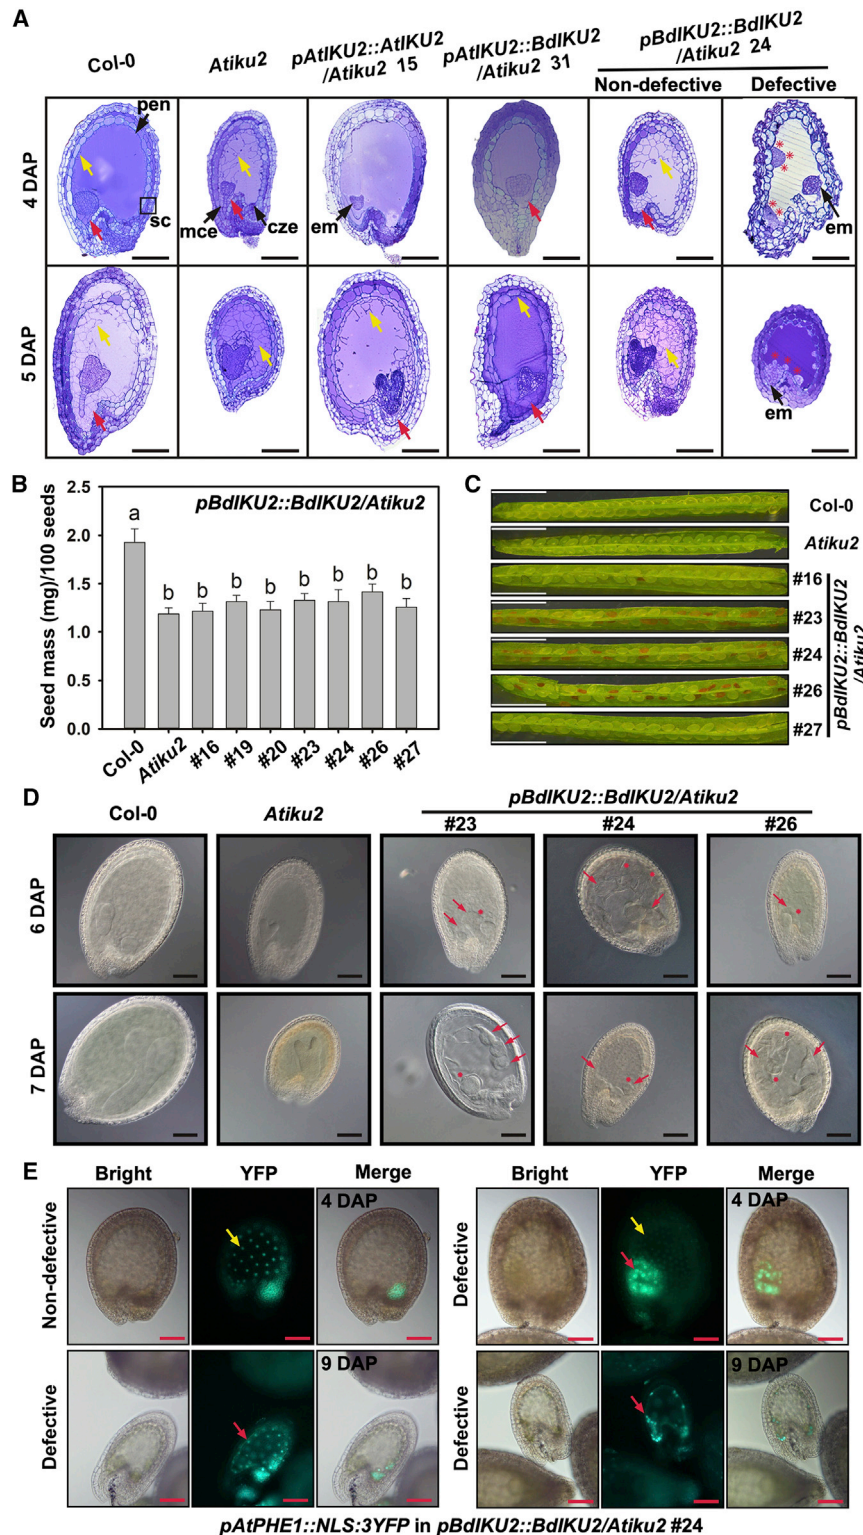 A
Col-0
Atiku2
pAtIKU2::AtIKU2
/Atiku2 15
pAtIKU2::BdIKU2
/Atiku2 31
pBdIKU2::BdIKU2
/Atiku2 24
Non-defective
Defective
4 DAP
pen
sc
mce
cze
em
em
5 DAP
em
B
pBdIKU2::BdIKU2/Atiku2
Seed mass (mg)/100 seeds
2.5
2.0
1.5
1.0
0.5
0.0
a
b
b
b
b
b
b
b
b
Col-0
Atiku2
#16
#19
#20
#23
#24
#26
#27
C
Col-0
Atiku2
#16
#23
#24
#26
#27
pBdIKU2::BdIKU2
/Atiku2
D
Col-0
Atiku2
pBdIKU2::BdIKU2/Atiku2
#23
#24
#26
6 DAP
7 DAP
E
Bright
YFP
Merge
Bright
YFP
Merge
Non-defective
4 DAP
Defective
4 DAP
Defective
9 DAP
Defective
9 DAP
pAtPHE1::NLS:3YFP in pBdIKU2::BdIKU2/Atiku2 #24